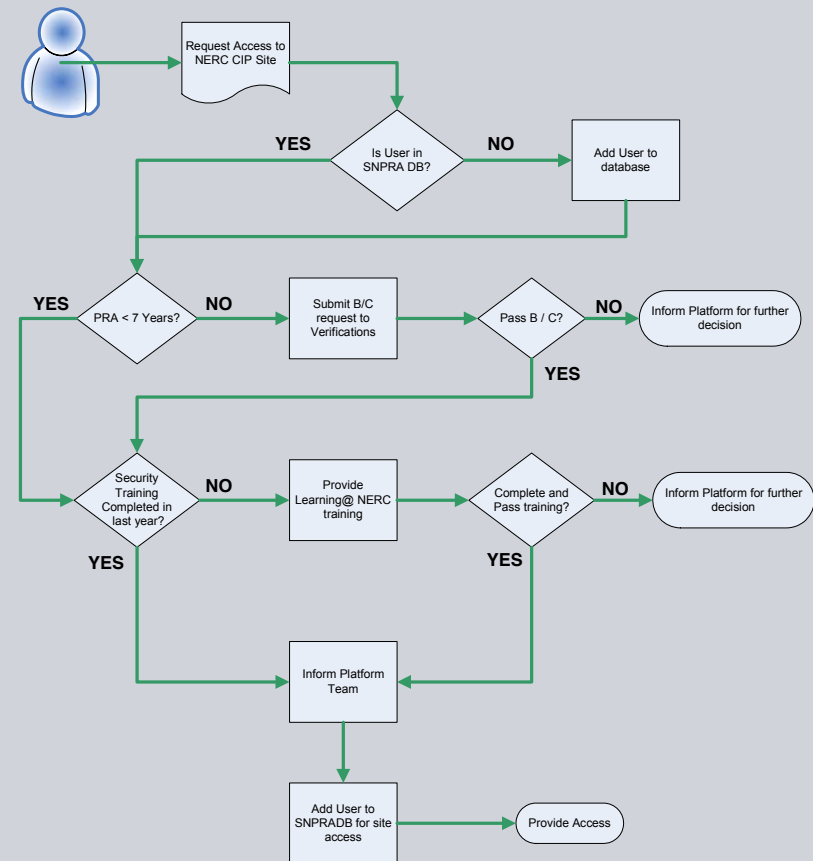 Request Access to
NERC CIP Site
YES
Is User in
SNPRA DB?
NO
Add User to
database
YES
PRA < 7 Years?
NO
Submit B/C
request to
Verifications
Pass B / C?
NO
Inform Platform for further
decision
YES
Security
Training
Completed in
last year?
NO
Provide
Learning@ NERC
training
Complete and
Pass training?
NO
Inform Platform for further
decision
YES
YES
Inform Platform
Team
Add User to
SNPRADB for site
access
Provide Access